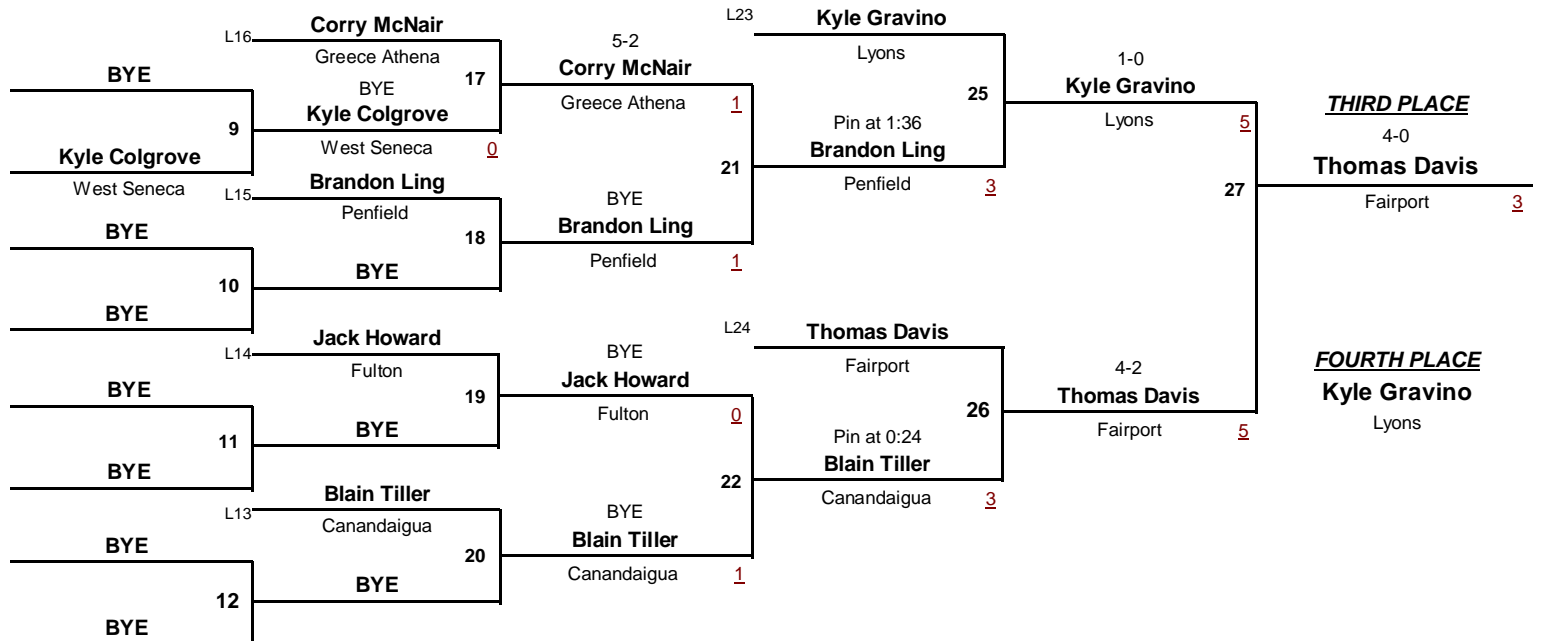 BYE
9
Kyle Colgrove
West Seneca
BYE
10
BYE
BYE
11
BYE
BYE
12
BYE
L16
Corry McNair
Greece Athena
17
BYE
Kyle Colgrove
West Seneca 0
L15
Brandon Ling
Penfield
18
BYE
L14
Jack Howard
Fulton
19
BYE
L13
Blain Tiller
Canandaigua
20
BYE
5-2
Corry McNair
Greece Athena 1
21
BYE
Brandon Ling
Penfield 1
BYE
Jack Howard
Fulton 0
22
BYE
Blain Tiller
Canandaigua 1
L23
Kyle Gravino
Lyons
25
Pin at 1:36
Brandon Ling
Penfield 3
L24
Thomas Davis
Fairport
26
Pin at 0:24
Blain Tiller
Canandaigua 3
1-0
Kyle Gravino
Lyons 5
27
4-2
Thomas Davis
Fairport 5
THIRD PLACE
4-0
Thomas Davis
Fairport 3
FOURTH PLACE
Kyle Gravino
Lyons